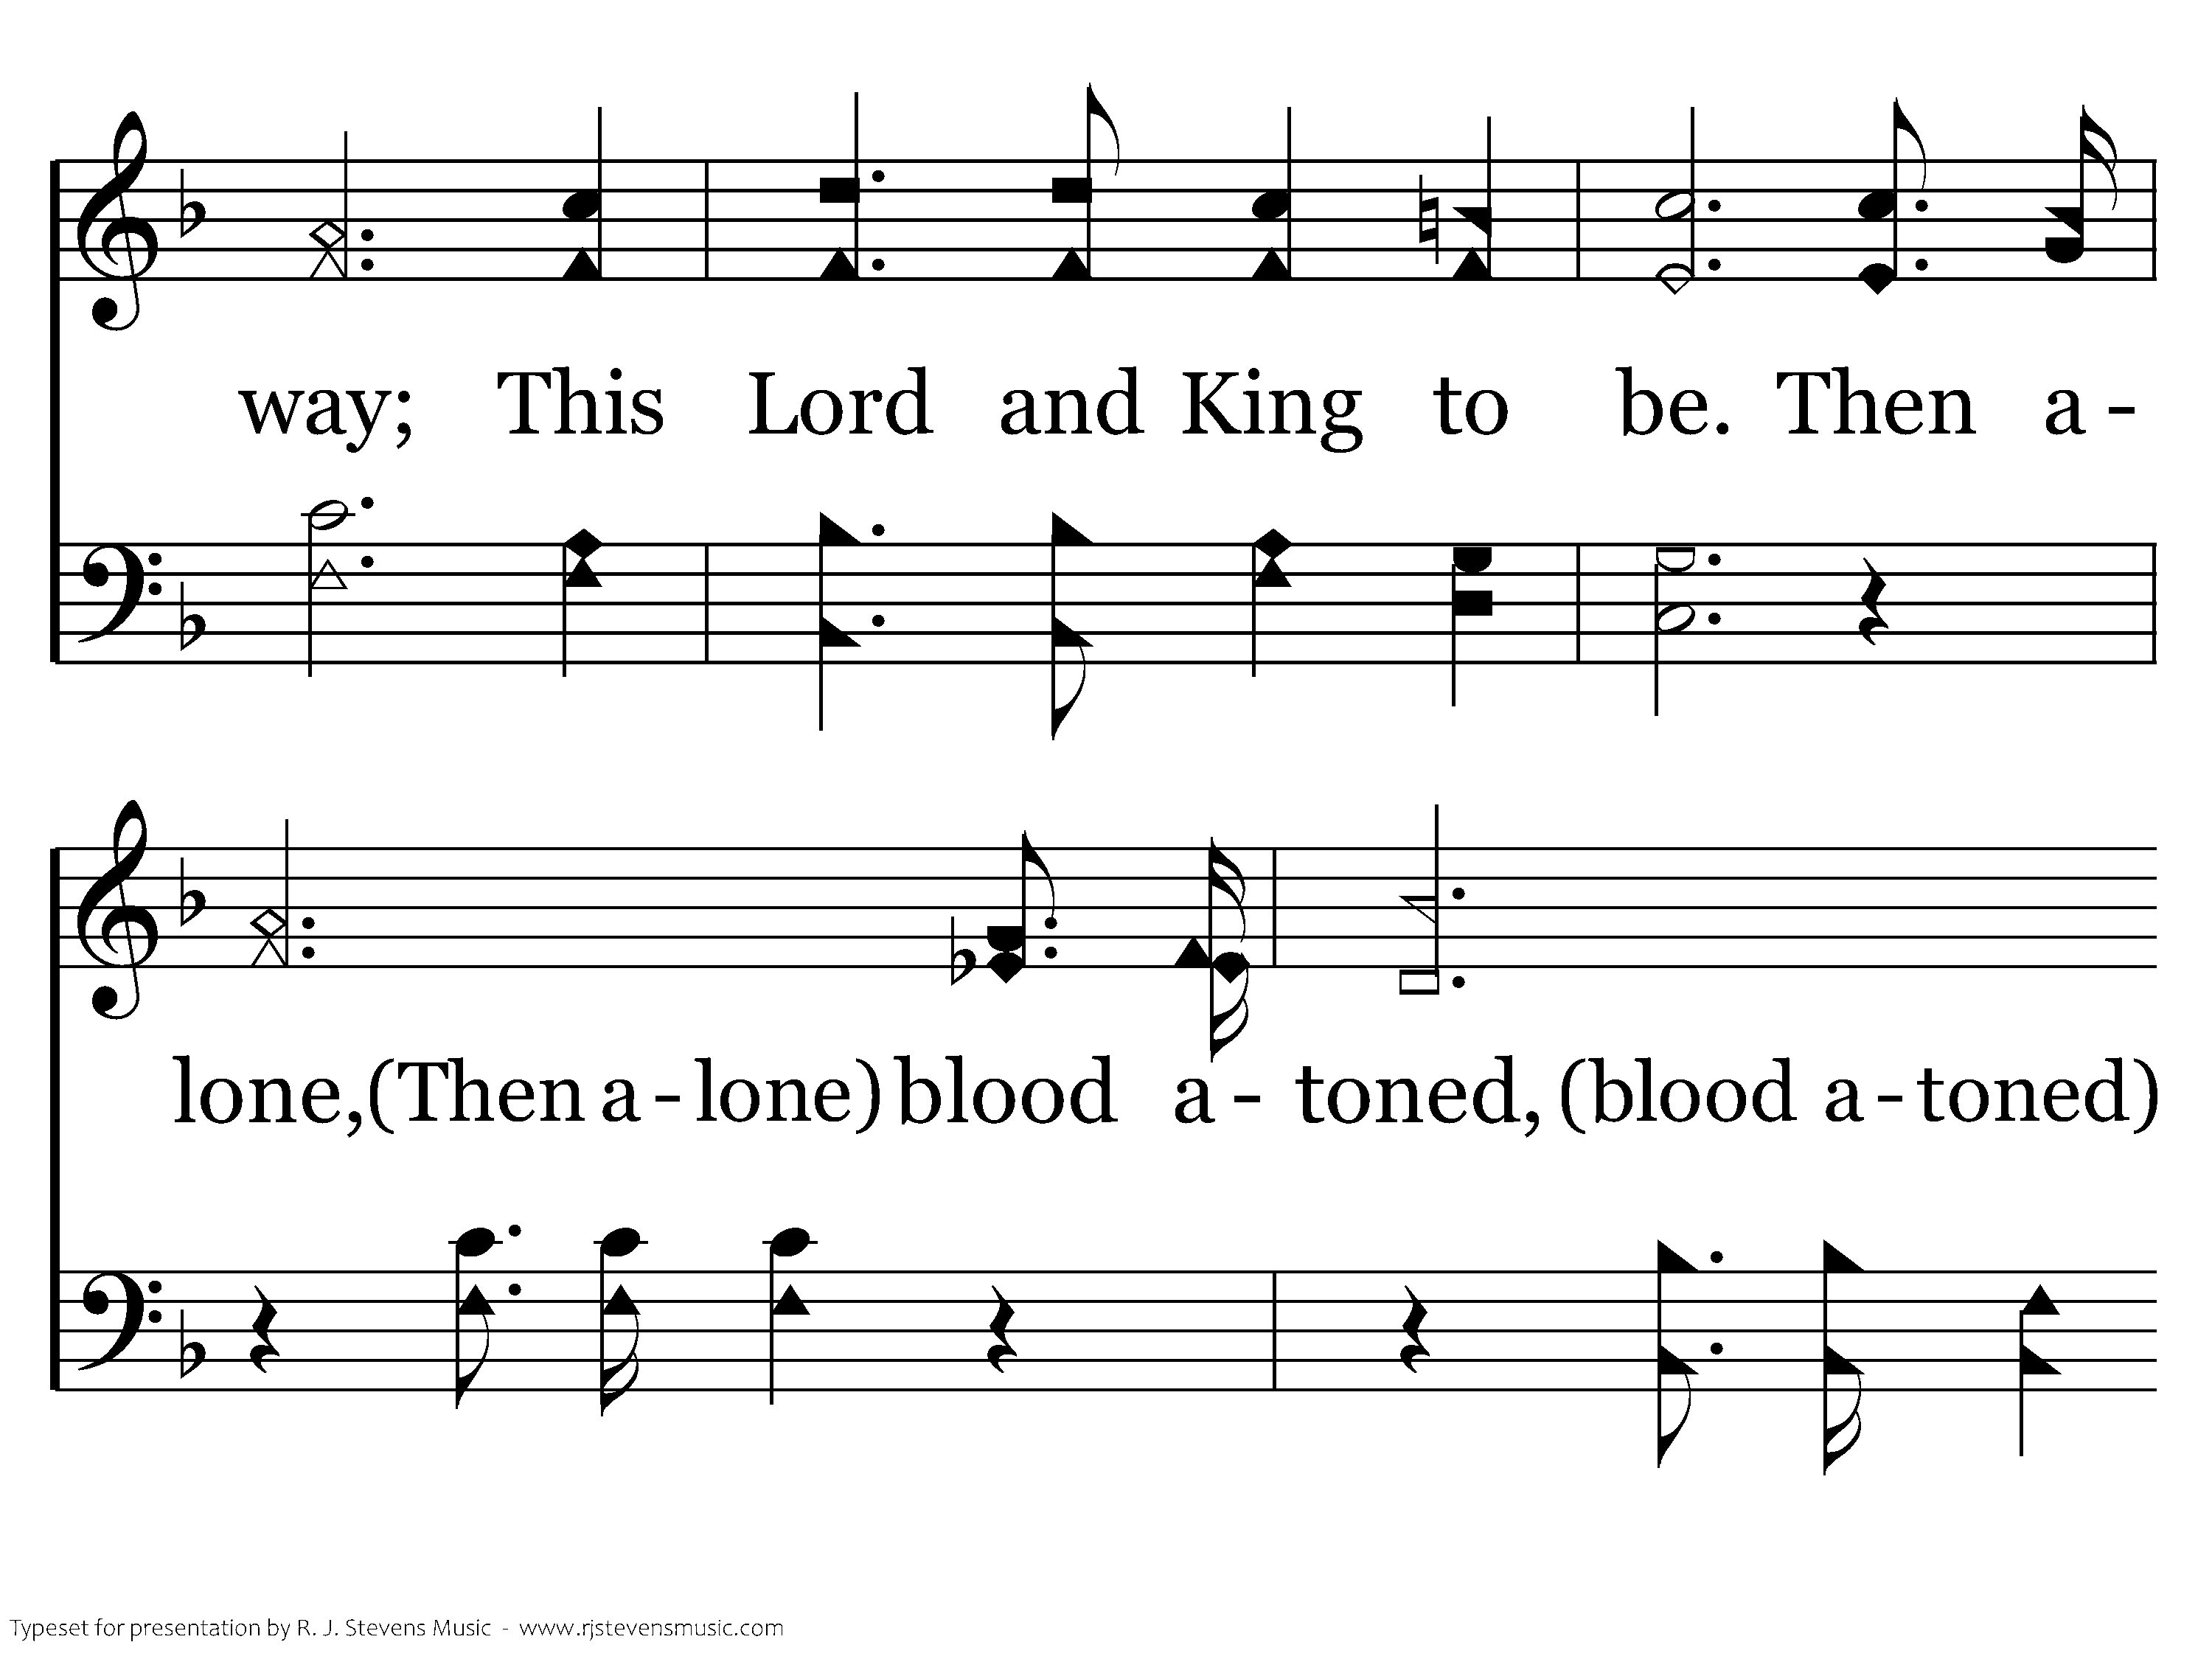 way; This Lord and King to be. Then a-
lone,(Then a-lone) blood a- toned, (blood a-toned)
Typeset for presentation by R. J. Stevens Music - www.rjstevensmusic.com